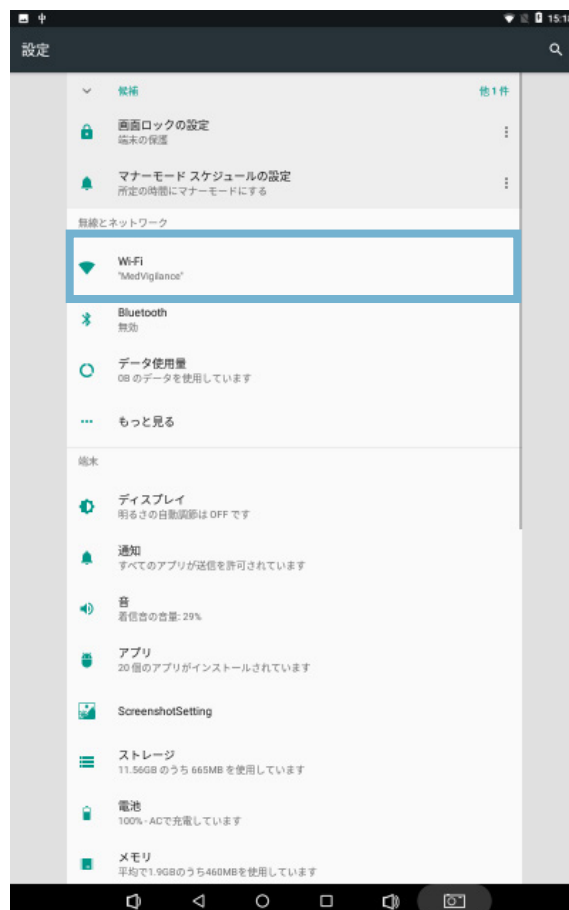 15:18
設定
候補 他1件
画面ロックの設定
端末の保護
マナーモード スケジュールの設定
所定の時間にマナーモードにする
無線とネットワーク
Wi-Fi
"MedVigilance"
Bluetooth
無効
データ使用量
0B のデータを使用しています
もっと見る
端末
ディスプレイ
明るさの自動調節は OFF です
通知
すべてのアプリが送信を許可されています
音
着信音の音量: 29%
アプリ
20 個のアプリがインストールされています
ScreenshotSetting
ストレージ
11.56GB のうち 665MB を使用しています
電池
100% - ACで充電しています
メモリ
平均で1.9GBのうち460MBを使用しています